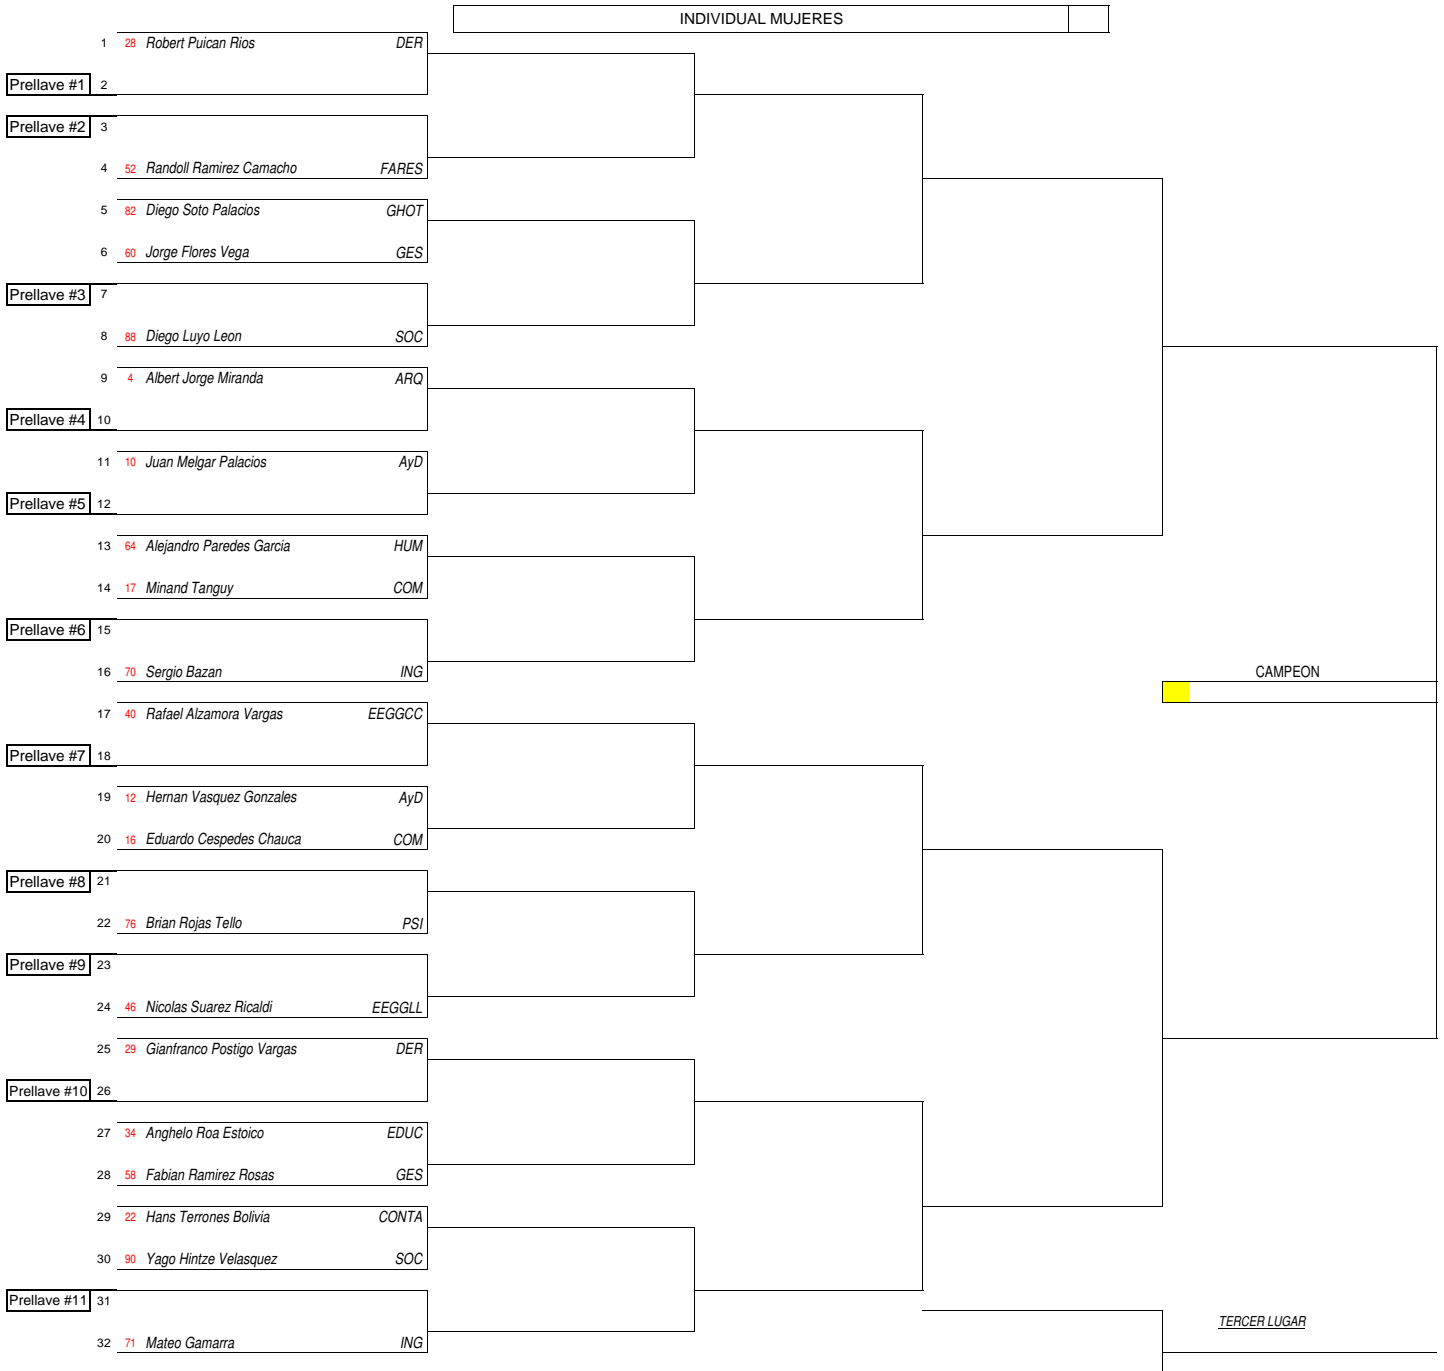 INDIVIDUAL MUJERES
1 28 Robert Puican Rios DER
Prellave #1 2
Prellave #2 3
4 52 Randoll Ramirez Camacho FARES
5 82 Diego Soto Palacios GHOT
6 60 Jorge Flores Vega GES
Prellave #3 7
8 88 Diego Luyo Leon SOC
9 4 Albert Jorge Miranda ARQ
Prellave #4 10
11 10 Juan Melgar Palacios AyD
Prellave #5 12
13 64 Alejandro Paredes Garcia HUM
14 17 Minand Tanguy COM
Prellave #6 15
16 70 Sergio Bazan ING
CAMPEON
17 40 Rafael Alzamora Vargas EEGGCC
Prellave #7 18
19 12 Hernan Vasquez Gonzales AyD
20 16 Eduardo Cespedes Chauca COM
Prellave #8 21
22 76 Brian Rojas Tello PSI
Prellave #9 23
24 46 Nicolas Suarez Ricaldi EEGGLL
25 29 Gianfranco Postigo Vargas DER
Prellave #10 26
27 34 Anghelo Roa Estoico EDUC
28 58 Fabian Ramirez Rosas GES
29 22 Hans Terrones Bolivia CONTA
30 90 Yago Hintze Velasquez SOC
Prellave #11 31
TERCER LUGAR
32 71 Mateo Gamarra ING